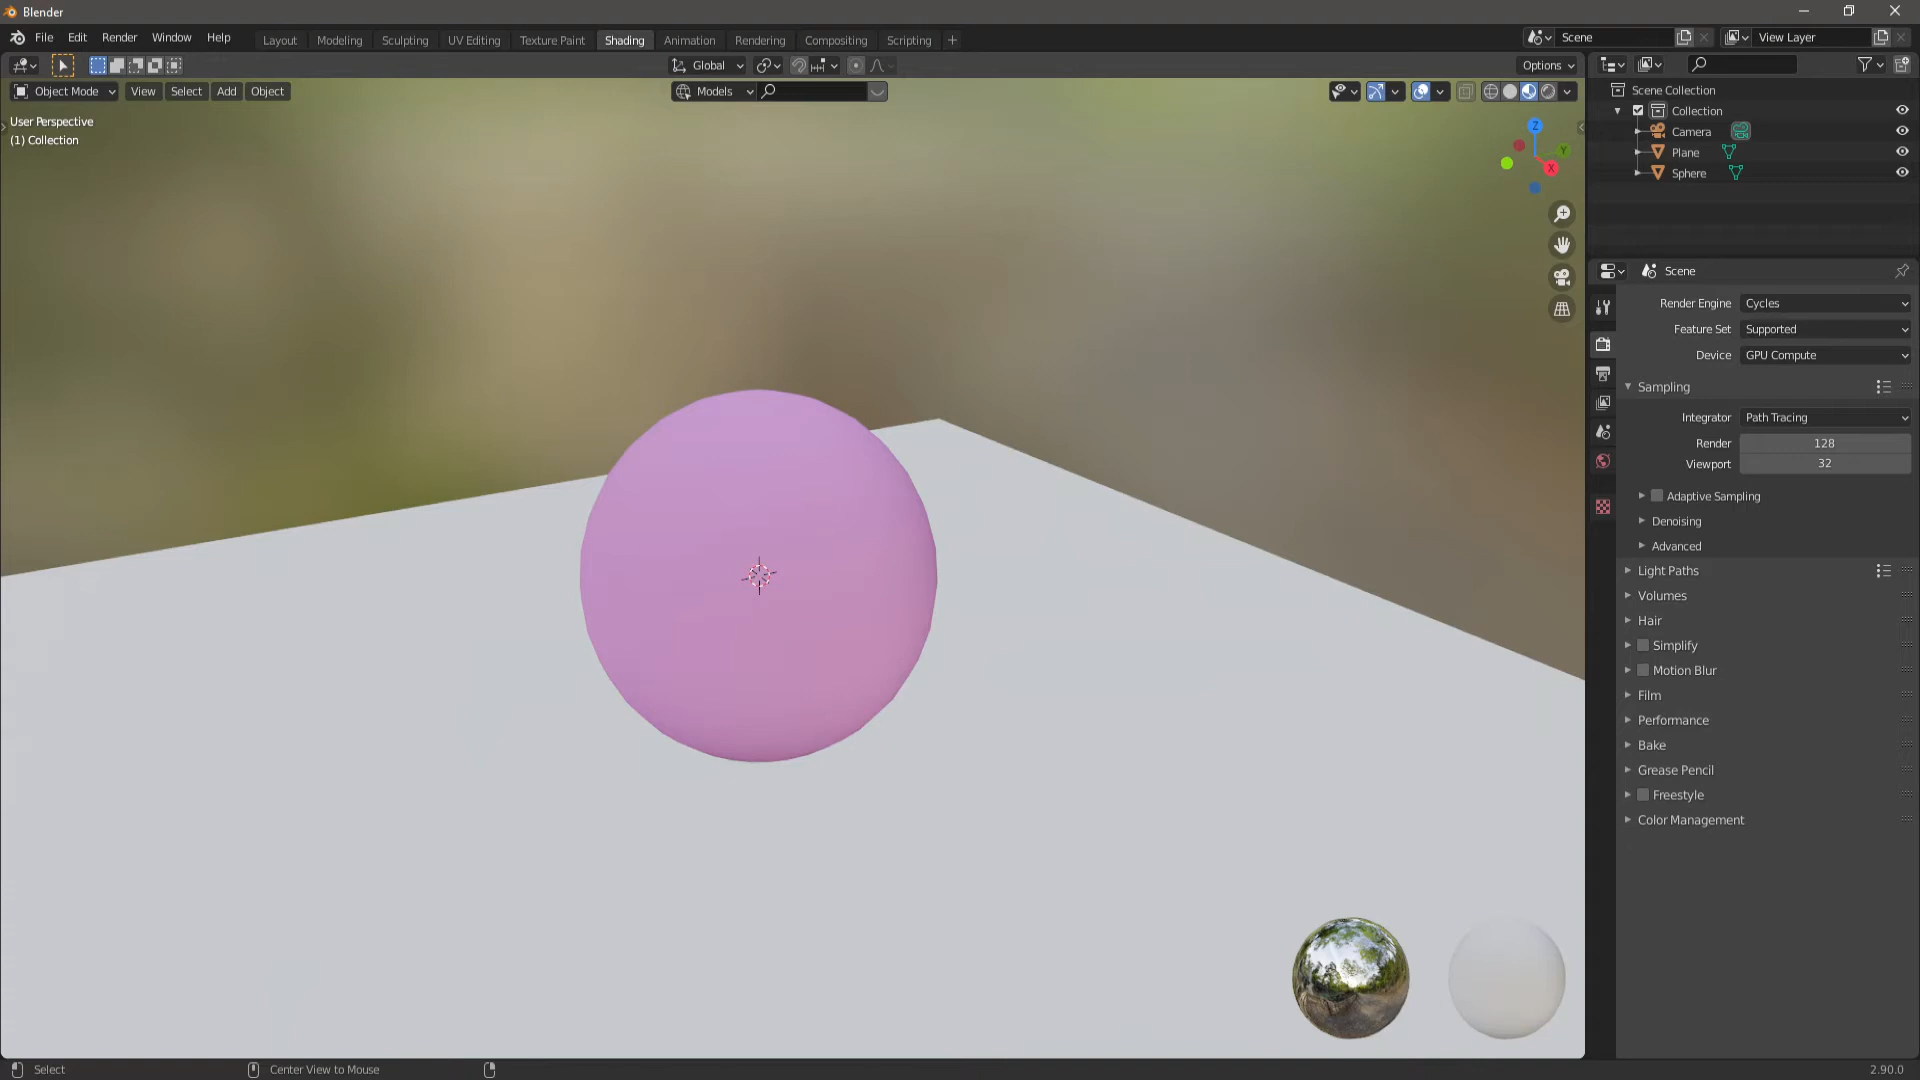 Blender
File Edit Render Window Help
Layout Modeling Sculpting UV Editing Texture Paint Shading Animation Rendering Compositing Scripting +
Scene View Layer
Global Options
Object Mode View Select Add Object Models
User Perspective
(1) Collection
Z
Y
X
Scene Collection
Collection
Camera
Plane
Sphere
Scene
Render Engine Cycles
Feature Set Supported
Device GPU Compute
Sampling
Integrator Path Tracing
Render 128
Viewport 32
Adaptive Sampling
Denoising
Advanced
Light Paths
Volumes
Hair
Simplify
Motion Blur
Film
Performance
Bake
Grease Pencil
Freestyle
Color Management
Select Center View to Mouse 2.90.0